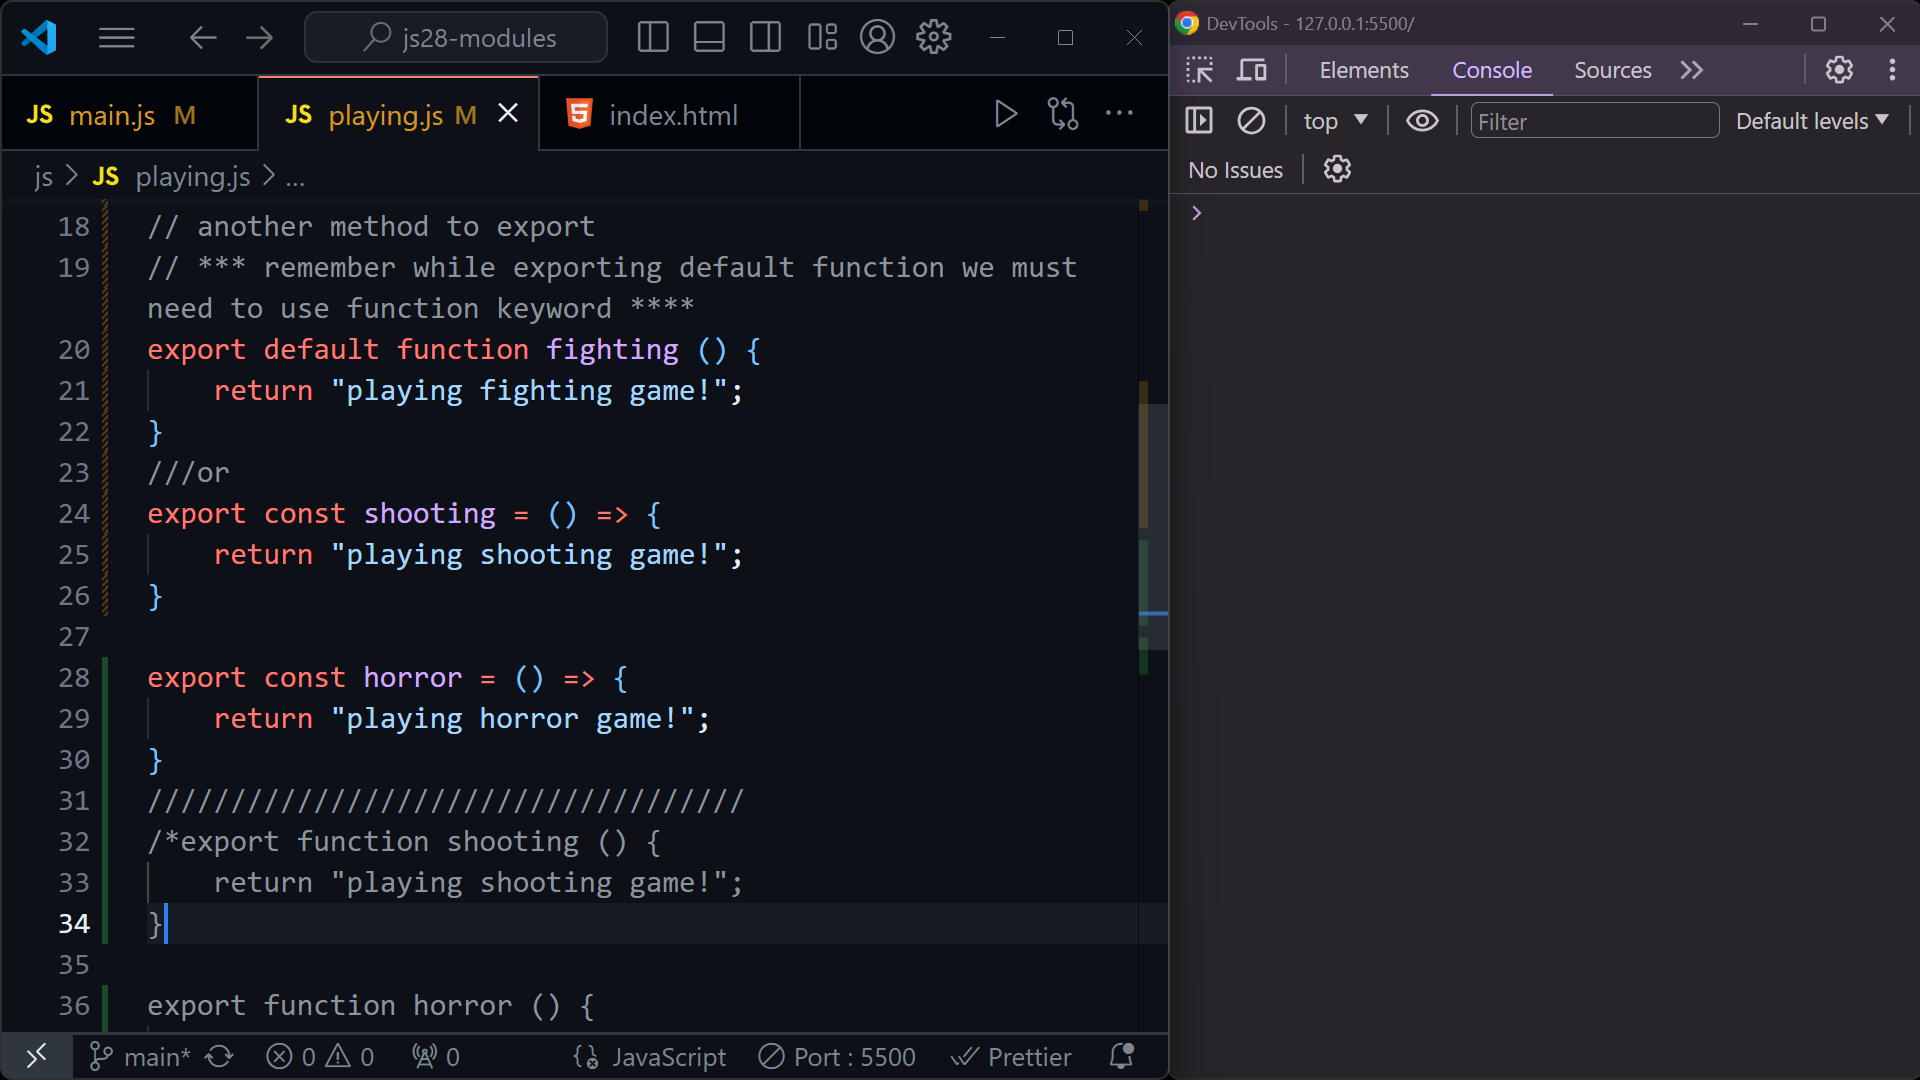 js28-modules
JS main.js M
JS playing.js M
index.html
js > JS playing.js > ...
18 // another method to export
19 // *** remember while exporting default function we must
need to use function keyword ****
20 export default function fighting () {
21 return "playing fighting game!";
22 }
23 ///or
24 export const shooting = () => {
25 return "playing shooting game!";
26 }
27
28 export const horror = () => {
29 return "playing horror game!";
30 }
31 ////////////////////////////////////
32 /*export function shooting () {
33 return "playing shooting game!";
34 }
35
36 export function horror () {
main* 0 0 0 JavaScript Port : 5500 Prettier
DevTools - 127.0.0.1:5500/
Elements Console Sources
top Filter Default levels
No Issues